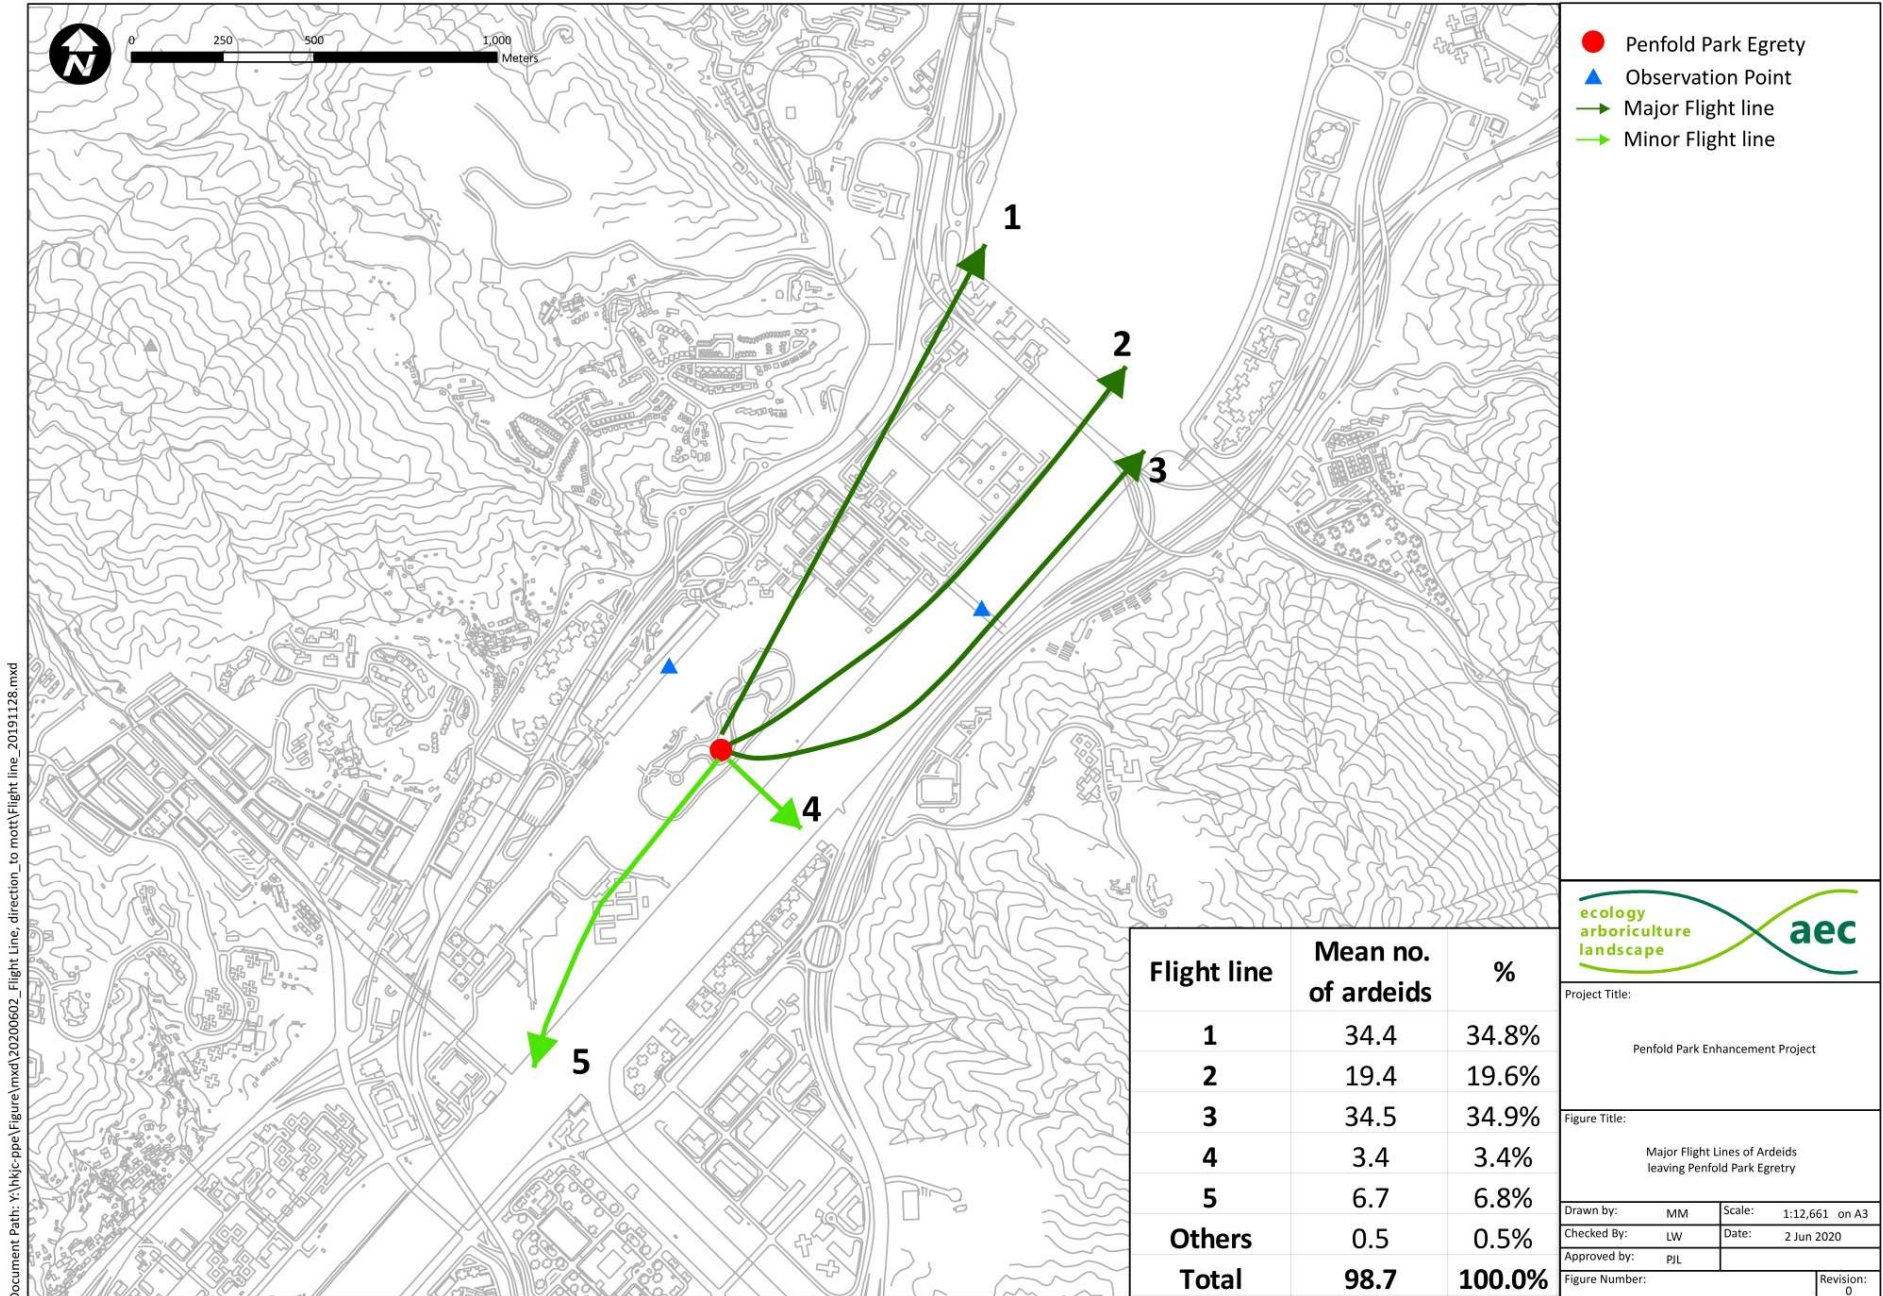 0 250 500 1,000
Meters
N
Penfold Park Egrety
Observation Point
Major Flight line
Minor Flight line
1
2
3
4
5
Flight line Mean no. of ardeids %
1 34.4 34.8%
2 19.4 19.6%
3 34.5 34.9%
4 3.4 3.4%
5 6.7 6.8%
Others 0.5 0.5%
Total 98.7 100.0%
ecology
arboriculture
landscape
aec
Project Title:
Penfold Park Enhancement Project
Figure Title:
Major Flight Lines of Ardeids
leaving Penfold Park Egretry
Drawn by: MM Scale: 1:12,661 on A3
Checked By: LW Date: 2 Jun 2020
Approved by: PJL
Figure Number: Revision:
0
Document Path: Y:\hkjc-ppe\Figure\mxd\20200602_Flight Line, direction_to mott\Flight line_20191128.mxd